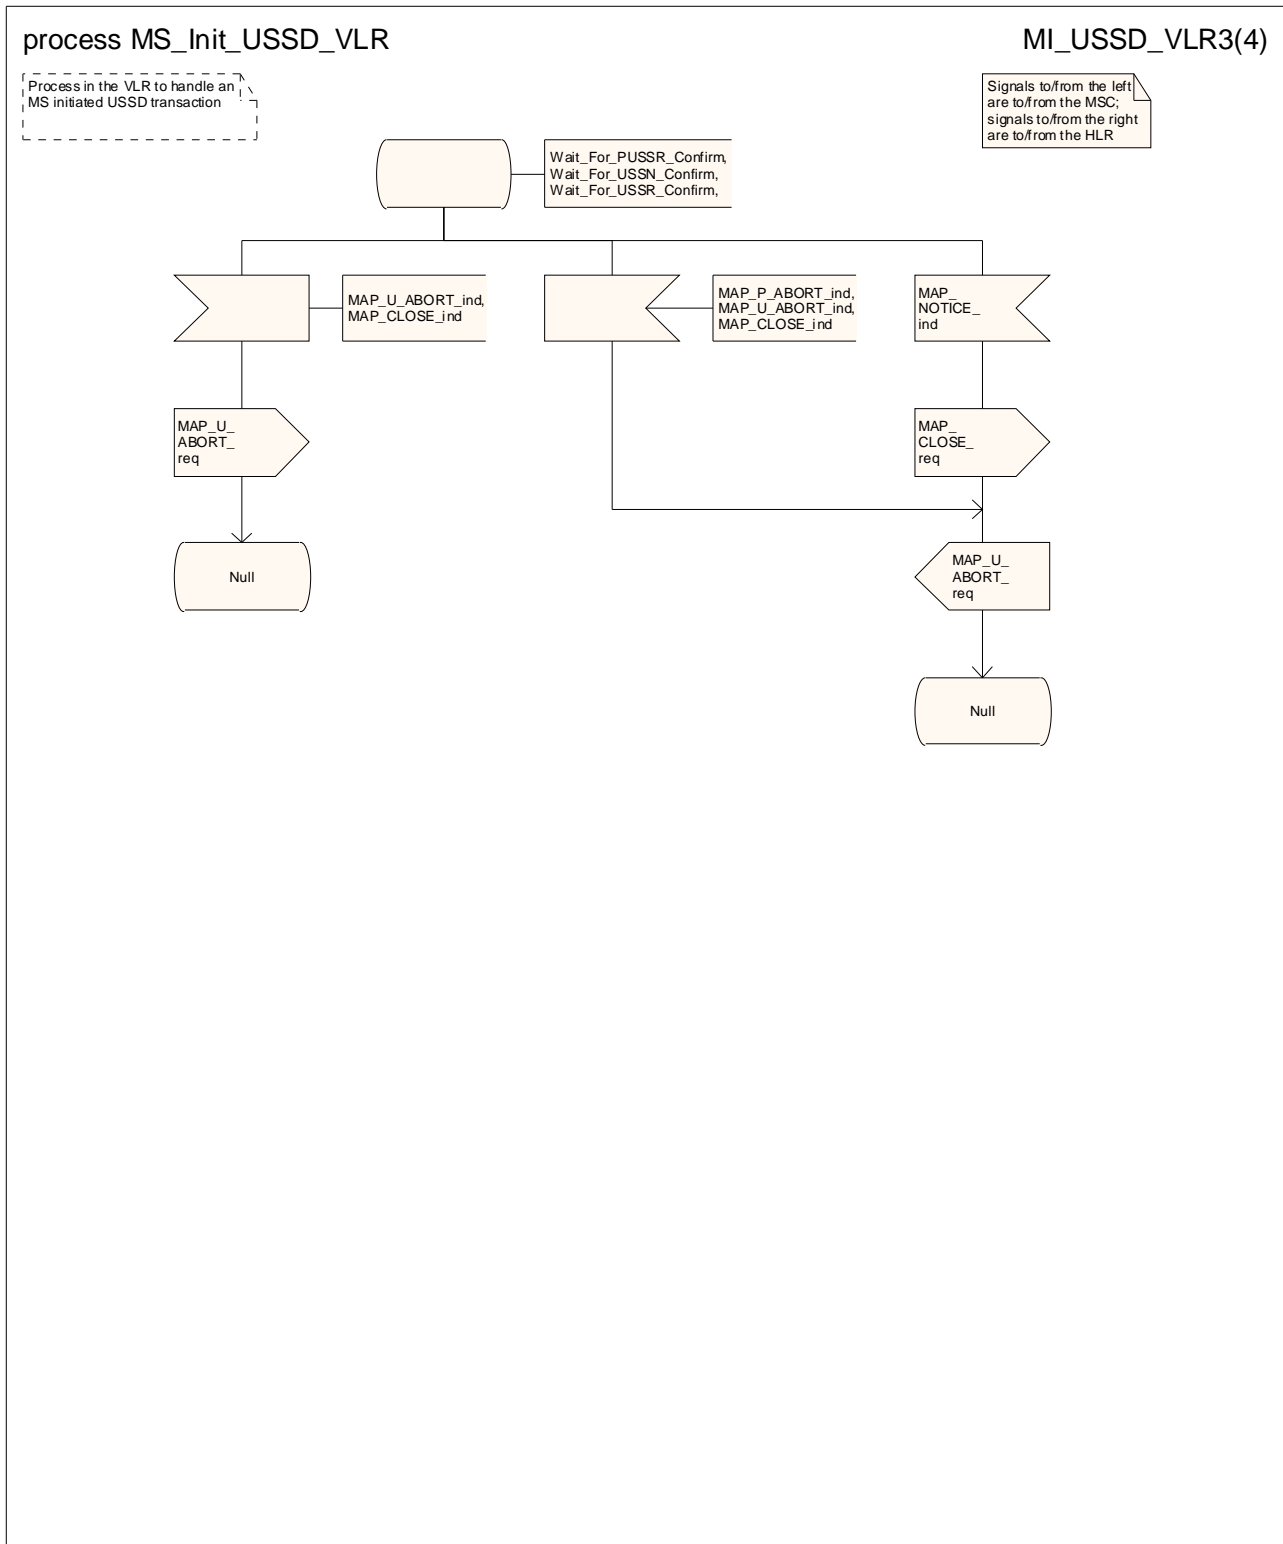 process MS_Init_USSD_VLR
MI_USSD_VLR3(4)
Process in the VLR to handle an
MS initiated USSD transaction
Signals to/from the left
are to/from the MSC;
signals to/from the right
are to/from the HLR
Wait_For_PUSSR_Confirm,
Wait_For_USSN_Confirm,
Wait_For_USSR_Confirm,
MAP_U_ABORT_ind,
MAP_CLOSE_ind
MAP_P_ABORT_ind,
MAP_U_ABORT_ind,
MAP_CLOSE_ind
MAP_
NOTICE_
ind
MAP_U_
ABORT_
req
MAP_
CLOSE_
req
Null
MAP_U_
ABORT_
req
Null